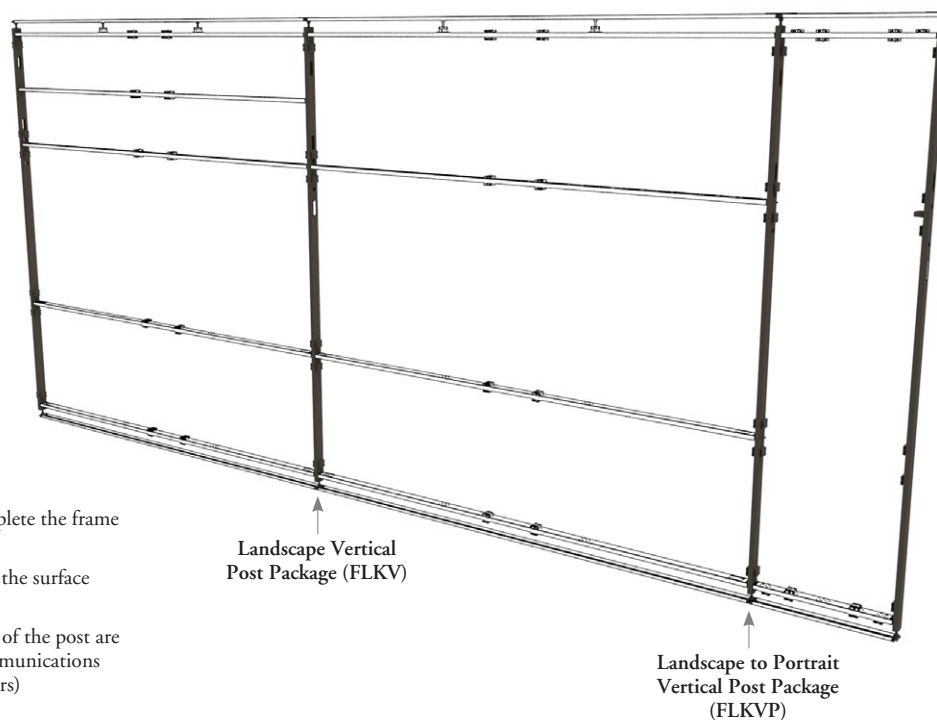 plete the frame
the surface
of the post are
munications
rs)
Landscape Vertical
Post Package (FLKV)
Landscape to Portrait
Vertical Post Package
(FLKVP)